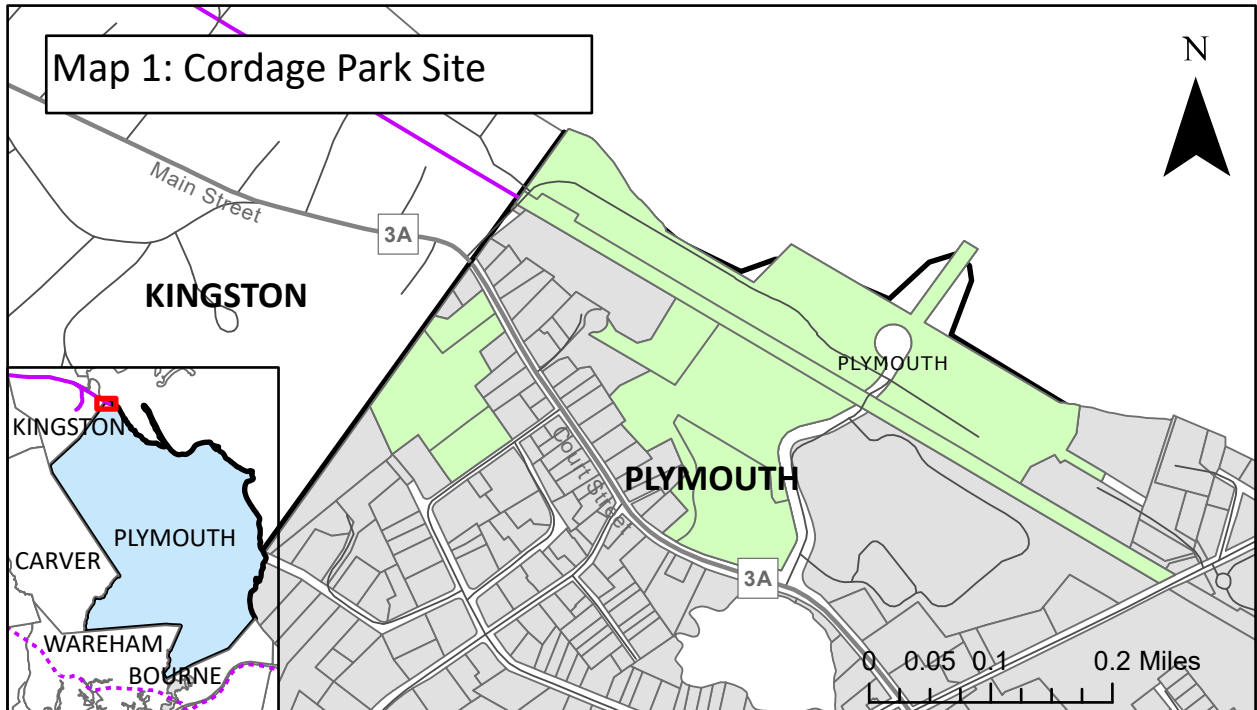 Map 1: Cordage Park Site
N
Main Street
3A
KINGSTON
PLYMOUTH
Court Street
PLYMOUTH
3A
KINGSTON
PLYMOUTH
CARVER
WAREHAM
BOURNE
0 0.05 0.1 0.2 Miles